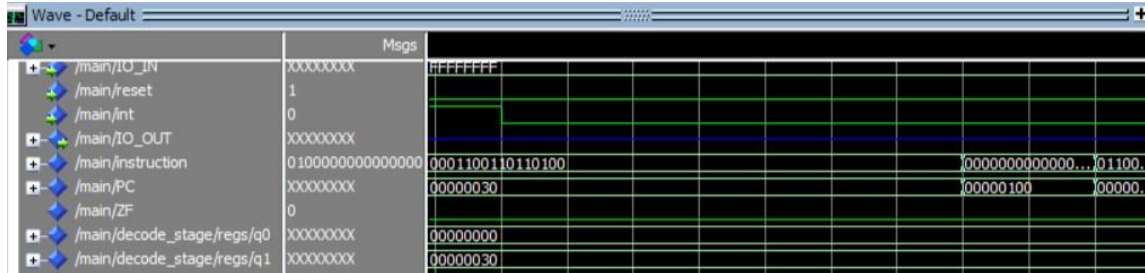 Wave - Default
Msgs
/main/IO_IN XXXXXXXX FFFFFFFF
/main/reset 1
/main/int 0
/main/IO_OUT XXXXXXXX
/main/instruction 0100000000000000 0001100110110100 0000000000000... 01100.
/main/PC XXXXXXXX 00000030 00000100 00000.
/main/ZF 0
/main/decode_stage/regs/q0 XXXXXXXX 00000000
/main/decode_stage/regs/q1 XXXXXXXX 00000030